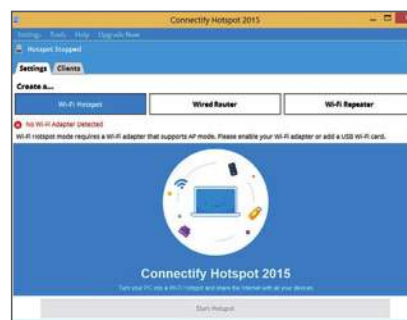 Connectify Hotspot 2015
Settings Tools Help Upgrade Now
Hotspot Stopped
Settings Clients
Create a...
Wi-Fi Hotspot Wired Router Wi-Fi Repeater
No Wi-Fi Adapter Detected
Wi-Fi Hotspot mode requires a Wi-Fi adapter that supports AP mode. Please enable your Wi-Fi adapter or add a USB Wi-Fi card.
Connectify Hotspot 2015
Turn your PC into a Wi-Fi Hotspot and share the Internet with all your devices.
Start Hotspot